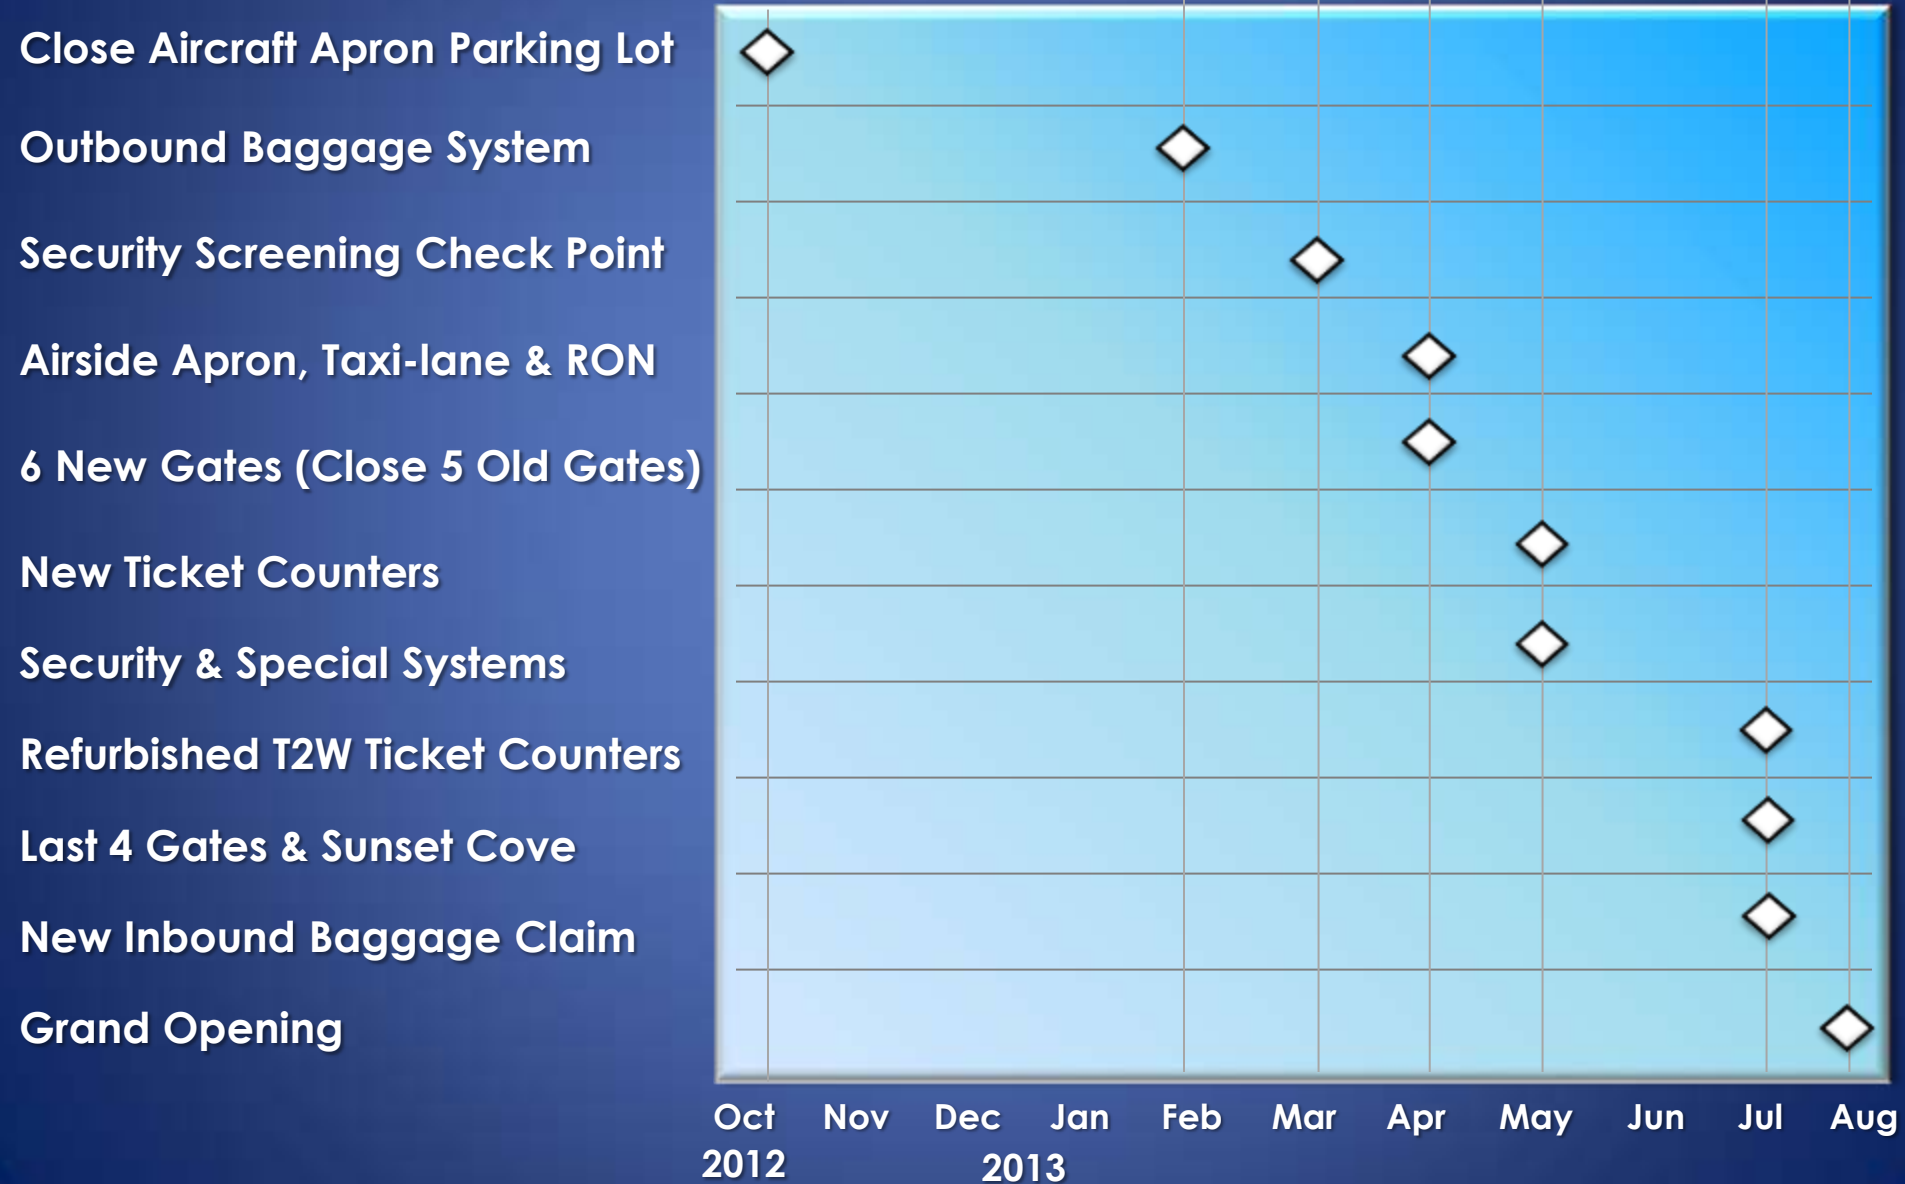 Close Aircraft Apron Parking Lot
Outbound Baggage System
Security Screening Check Point
Airside Apron, Taxi-lane & RON
6 New Gates (Close 5 Old Gates)
New Ticket Counters
Security & Special Systems
Refurbished T2W Ticket Counters
Last 4 Gates & Sunset Cove
New Inbound Baggage Claim
Grand Opening
Oct Nov Dec Jan Feb Mar Apr May Jun Jul Aug
2012 2013